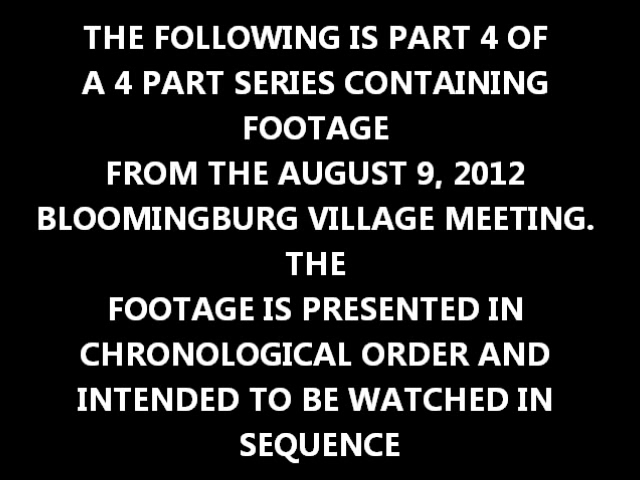 THE FOLLOWING IS PART 4 OF
A 4 PART SERIES CONTAINING
FOOTAGE
FROM THE AUGUST 9, 2012
BLOOMINGBURG VILLAGE MEETING.
THE
FOOTAGE IS PRESENTED IN
CHRONOLOGICAL ORDER AND
INTENDED TO BE WATCHED IN
SEQUENCE